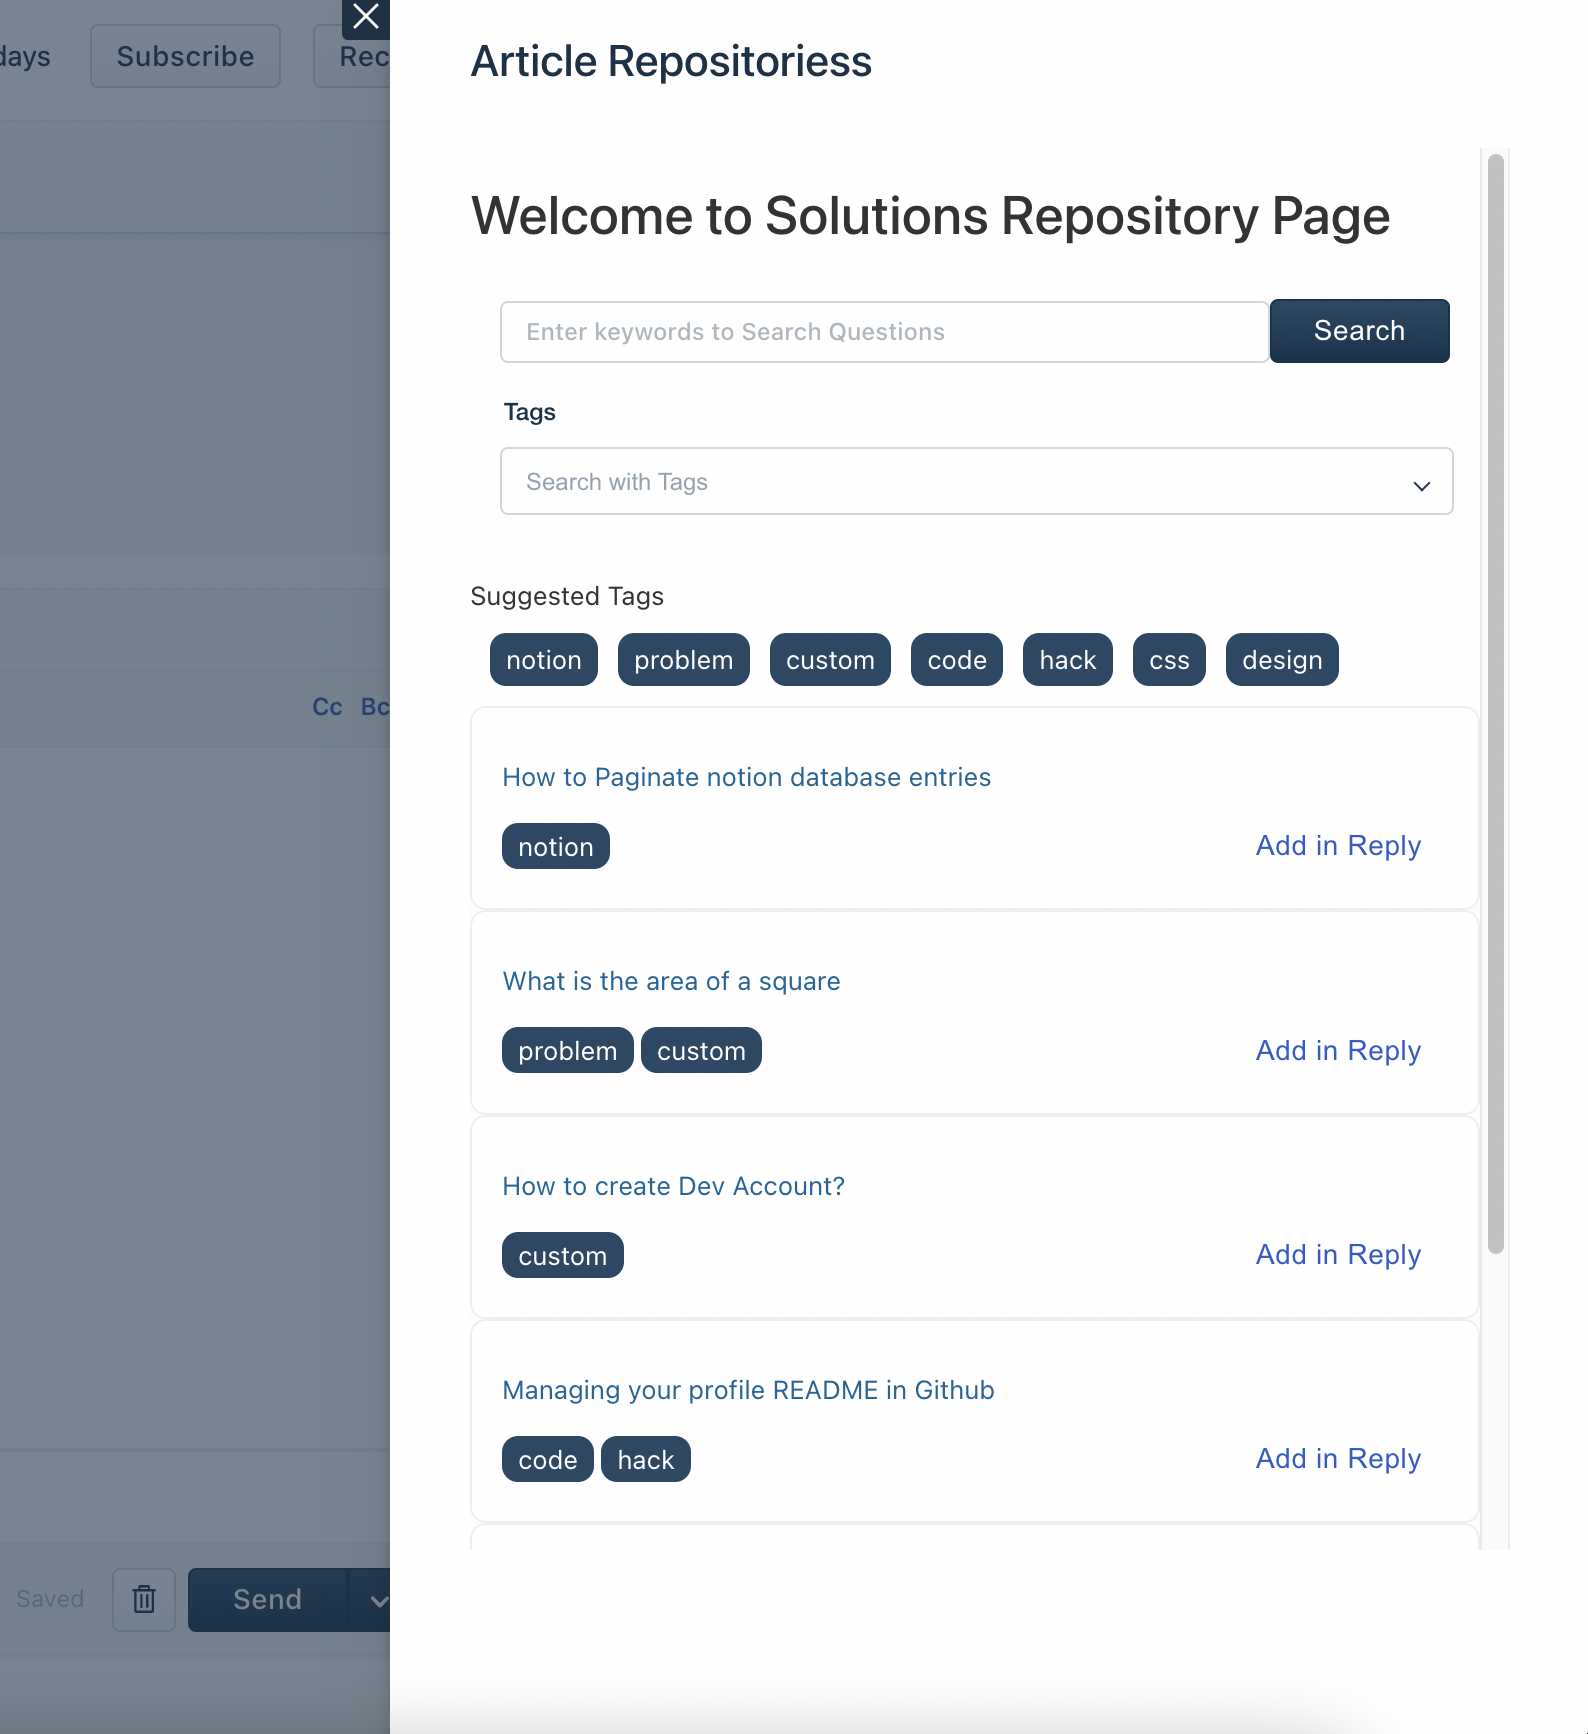 days
Subscribe
Rec
Article Repositoriess
Welcome to Solutions Repository Page
Enter keywords to Search Questions
Search
Tags
Search with Tags
Suggested Tags
notion problem custom code hack css design
Cc Bc
How to Paginate notion database entries
notion
Add in Reply
What is the area of a square
problem custom
Add in Reply
How to create Dev Account?
custom
Add in Reply
Managing your profile README in Github
code hack
Add in Reply
Saved
Send